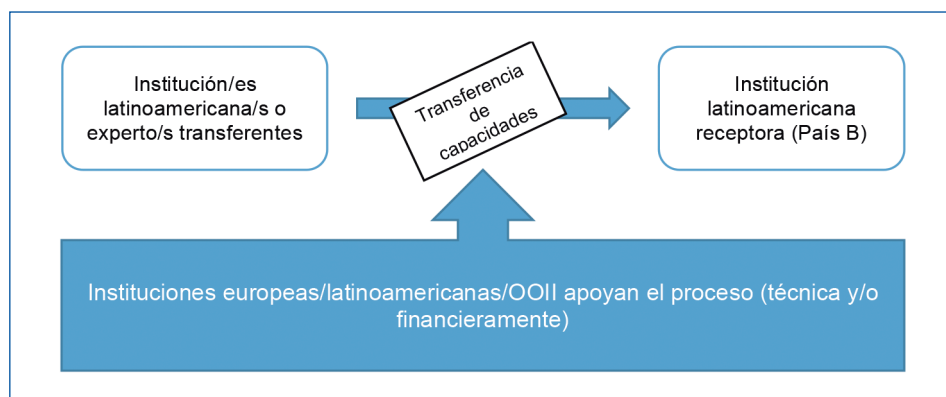 Institución/es
latinoamericana/s o
experto/s transferentes
Transferencia
de
capacidades
Institución
latinoamericana
receptora (País B)
Instituciones europeas/latinoamericanas/OOII apoyan el proceso (técnica y/o
financieramente)